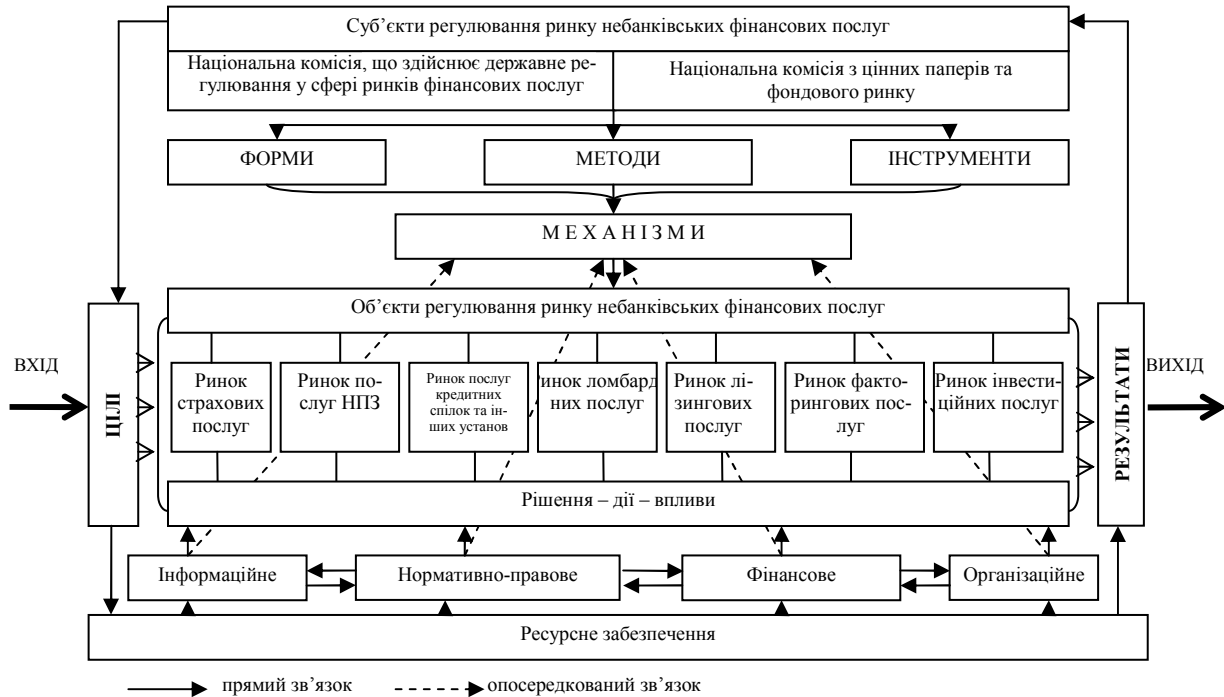 Суб’єкти регулювання ринку небанківських фінансових послуг
Національна комісія, що здійснює державне ре-
гулювання у сфері ринків фінансових послуг
Національна комісія з цінних паперів та
фондового ринку
ФОРМИ
МЕТОДИ
ІНСТРУМЕНТИ
М Е Х А Н І З М И
Об’єкти регулювання ринку небанківських фінансових послуг
ВХІД
ЦІЛІ
Ринок
страхових
послуг
Ринок по-
слуг НПЗ
Ринок послуг
кредитних
спілок та ін-
ших установ
Ринок ломбард
них послуг
Ринок лі-
зингових
послуг
Ринок факто-
рингових пос-
луг
Ринок інвести-
ційних послуг
РЕЗУЛЬТАТИ
ВИХІД
Рішення – дії – впливи
Інформаційне
Нормативно-правове
Фінансове
Організаційне
Ресурсне забезпечення
прямий зв’язок
опосередкований зв’язок